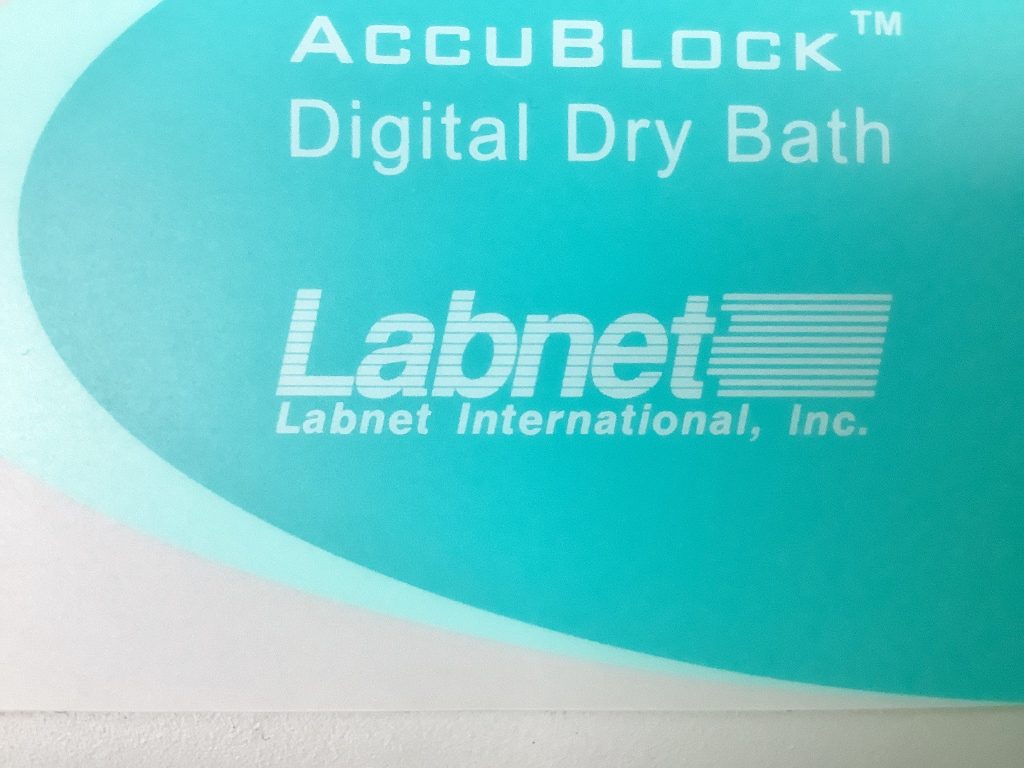 ACCUBLOCK™
Digital Dry Bath
Labnet
Labnet International, Inc.